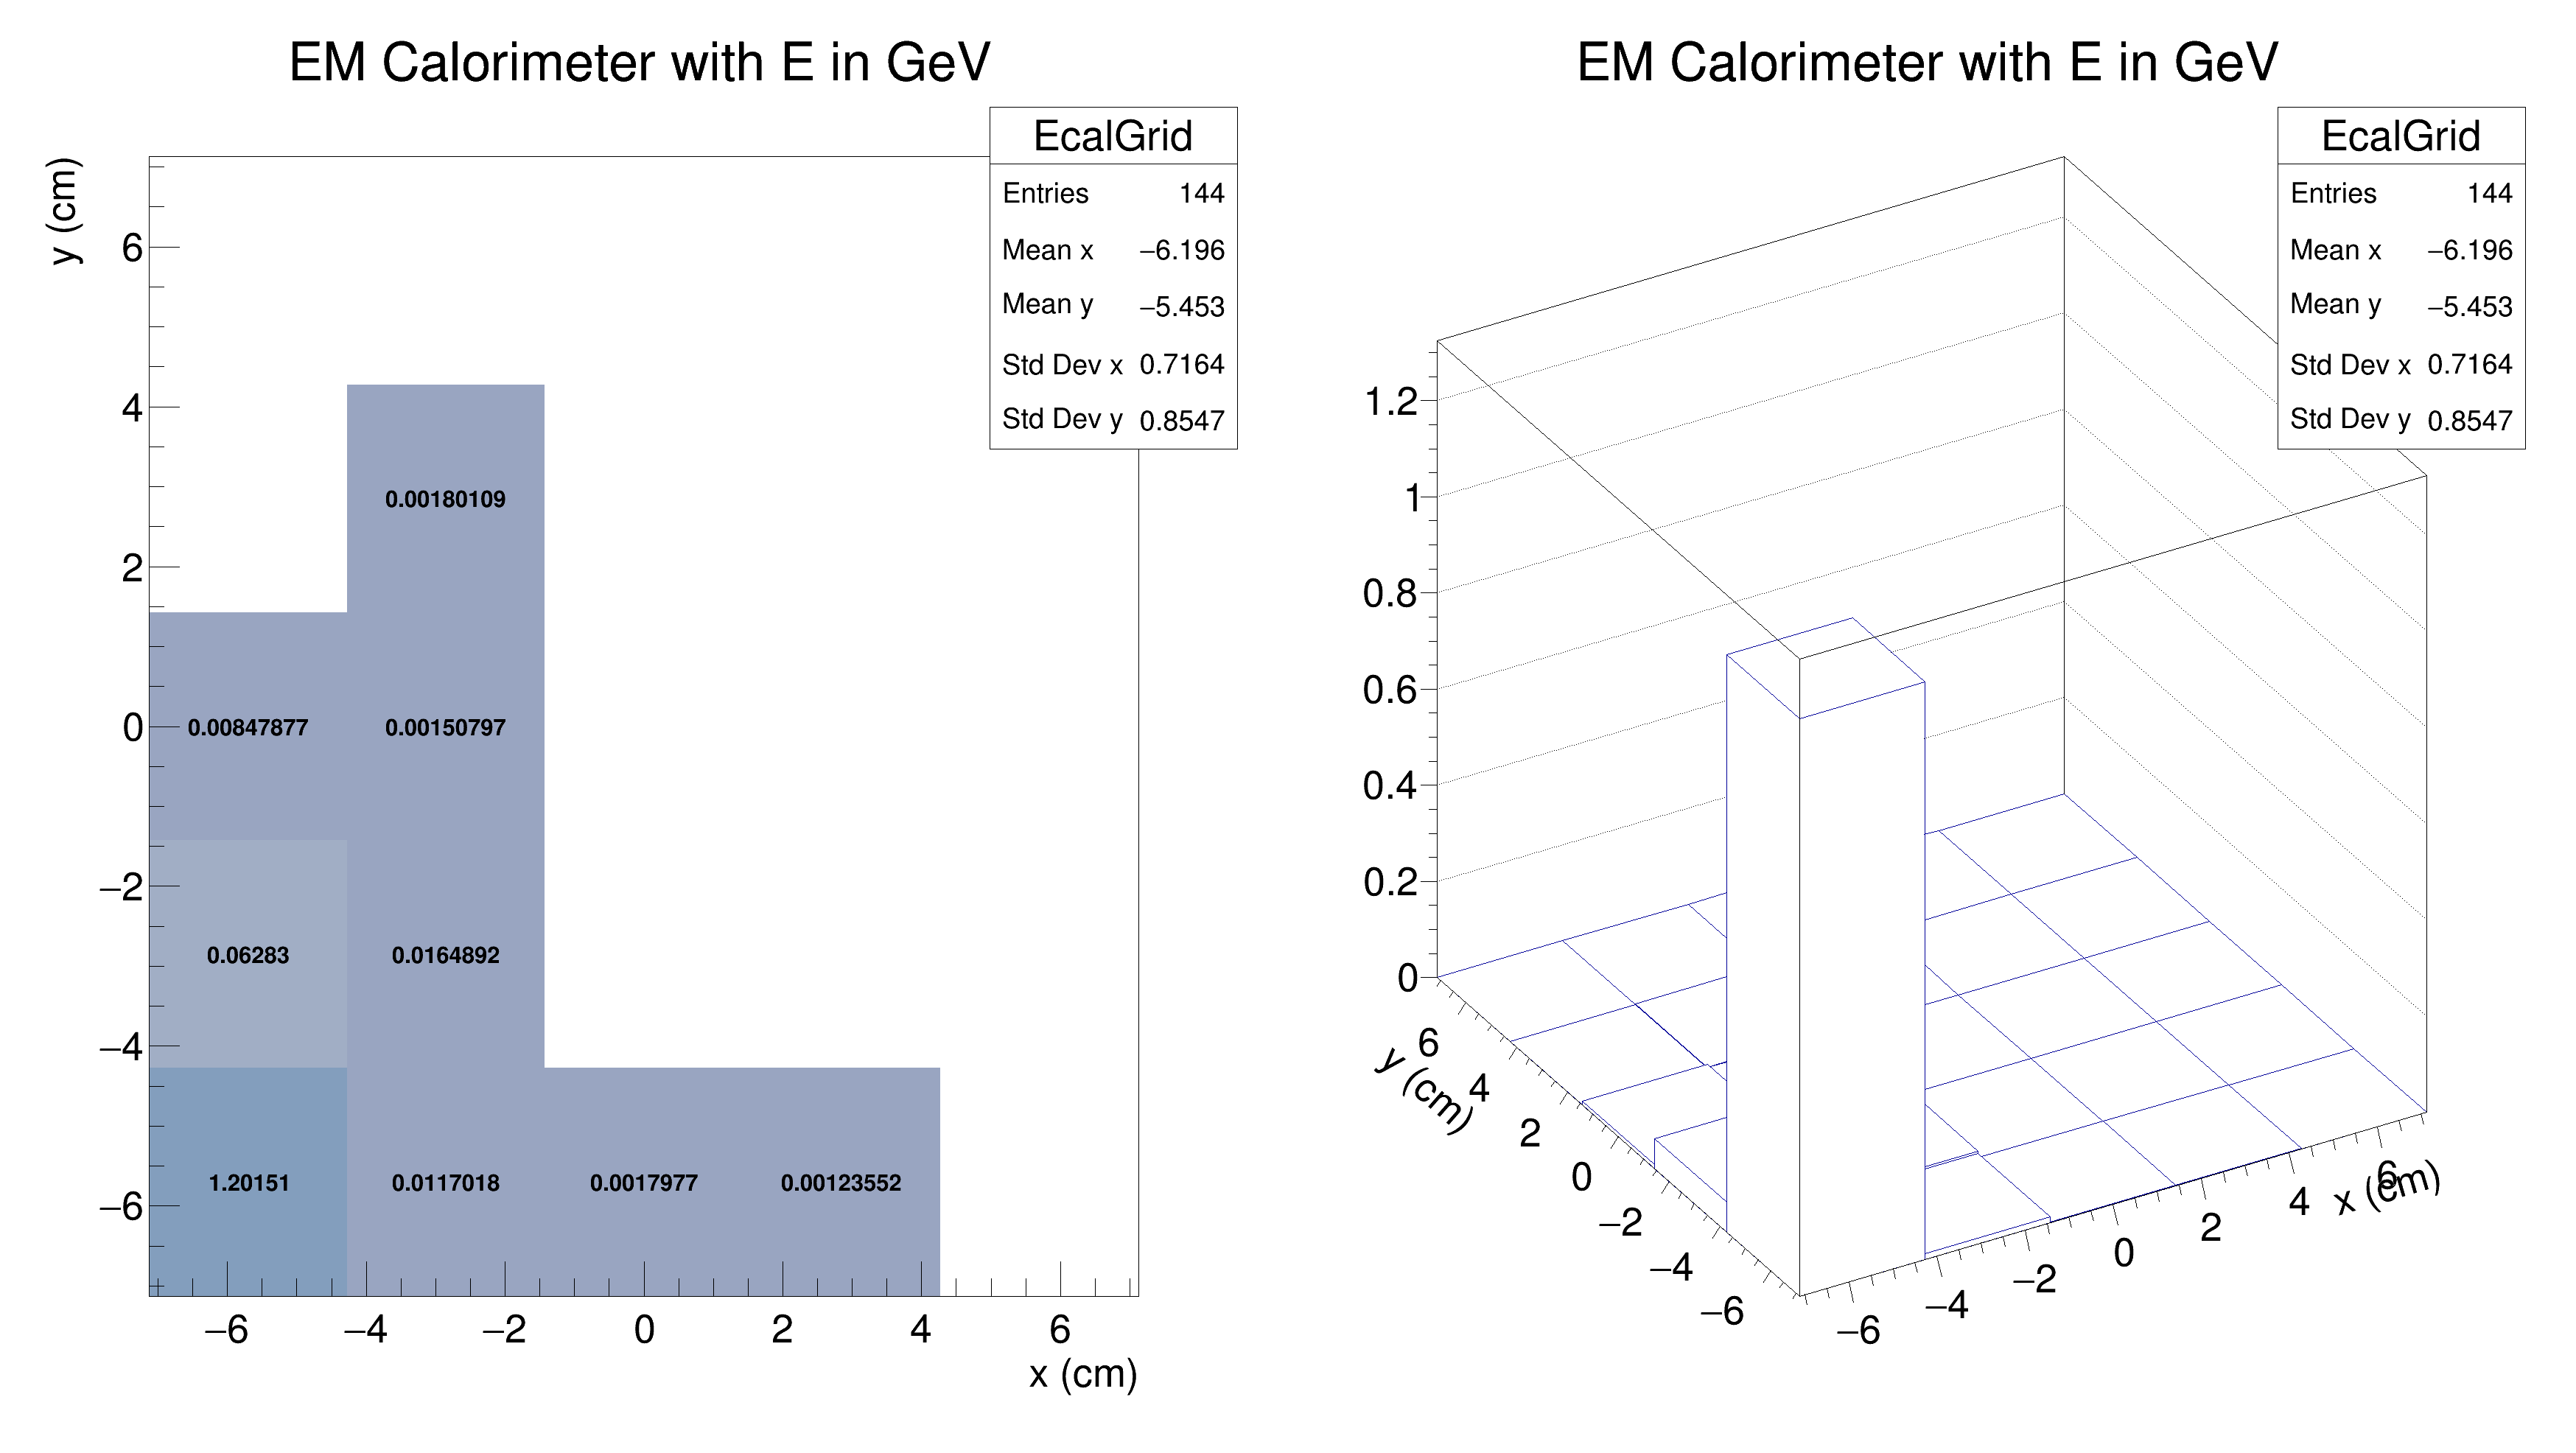 EM Calorimeter with E in GeV
EcalGrid
Entries 144
Mean x −6.196
Mean y −5.453
Std Dev x 0.7164
Std Dev y 0.8547
y (cm)
6
4
2
0
−2
−4
−6
0.00180109
0.00847877 0.00150797
0.06283 0.0164892
1.20151 0.0117018 0.0017977 0.00123552
−6 −4 −2 0 2 4 6
x (cm)
EM Calorimeter with E in GeV
EcalGrid
Entries 144
Mean x −6.196
Mean y −5.453
Std Dev x 0.7164
Std Dev y 0.8547
1.2
1
0.8
0.6
0.4
0.2
0
6
4
2
0
−2
−4
−6
y (cm)
−6 −4 −2 0 2 4 6
x (cm)